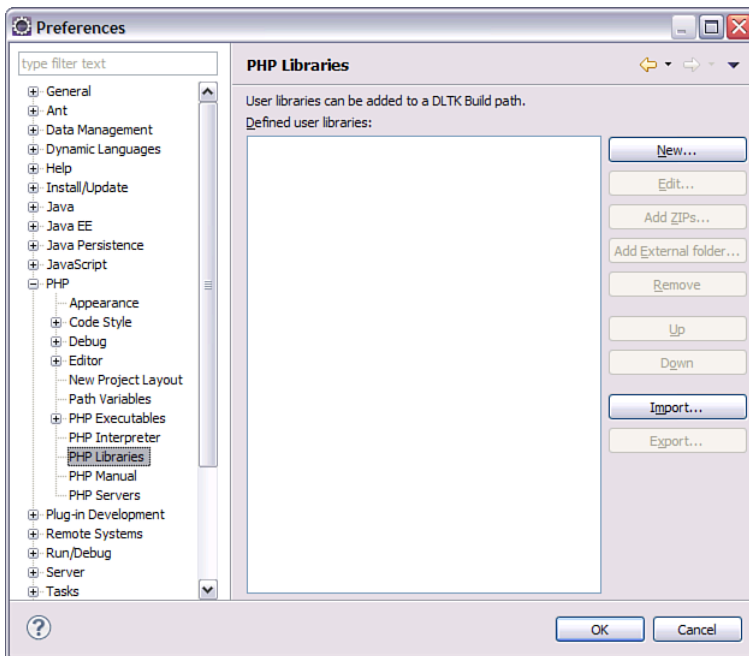 Preferences
type filter text
General
Ant
Data Management
Dynamic Languages
Help
Install/Update
Java
Java EE
Java Persistence
JavaScript
PHP
Appearance
Code Style
Debug
Editor
New Project Layout
Path Variables
PHP Executables
PHP Interpreter
PHP Libraries
PHP Manual
PHP Servers
Plug-in Development
Remote Systems
Run/Debug
Server
Tasks
PHP Libraries
User libraries can be added to a DLTK Build path.
Defined user libraries:
New...
Edit...
Add ZIPs...
Add External folder...
Remove
Up
Down
Import...
Export...
?
OK
Cancel